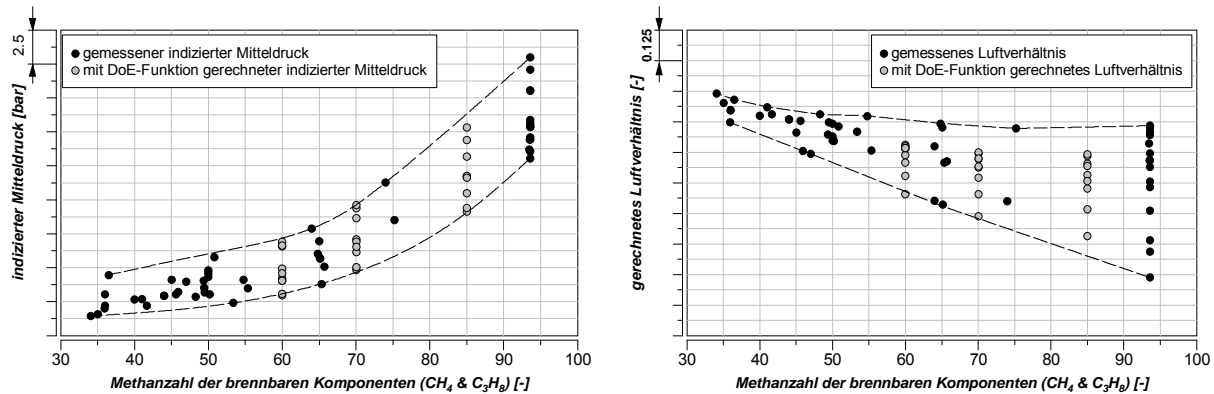 2.5
indizierter Mitteldruck [bar]
gemessener indizierter Mitteldruck
mit DoE-Funktion gerechneter indizierter Mitteldruck
30 40 50 60 70 80 90 100
Methanzahl der brennbaren Komponenten (CH₄ & C₃H₈) [-]
0.125
gerechnetes Luftverhältnis [-]
gemessenes Luftverhältnis
mit DoE-Funktion gerechnetes Luftverhältnis
30 40 50 60 70 80 90 100
Methanzahl der brennbaren Komponenten (CH₄ & C₃H₈) [-]